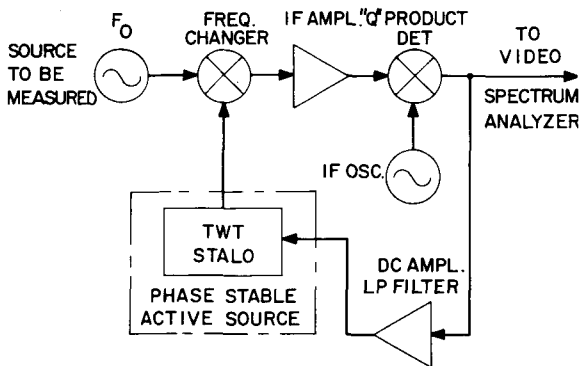 F₀
FREQ.
CHANGER
IF AMPL.
"Q" PRODUCT
DET
TO
VIDEO
SPECTRUM
ANALYZER
SOURCE
TO BE
MEASURED
IF OSC.
TWT
STALO
PHASE STABLE
ACTIVE SOURCE
DC AMPL.
LP FILTER